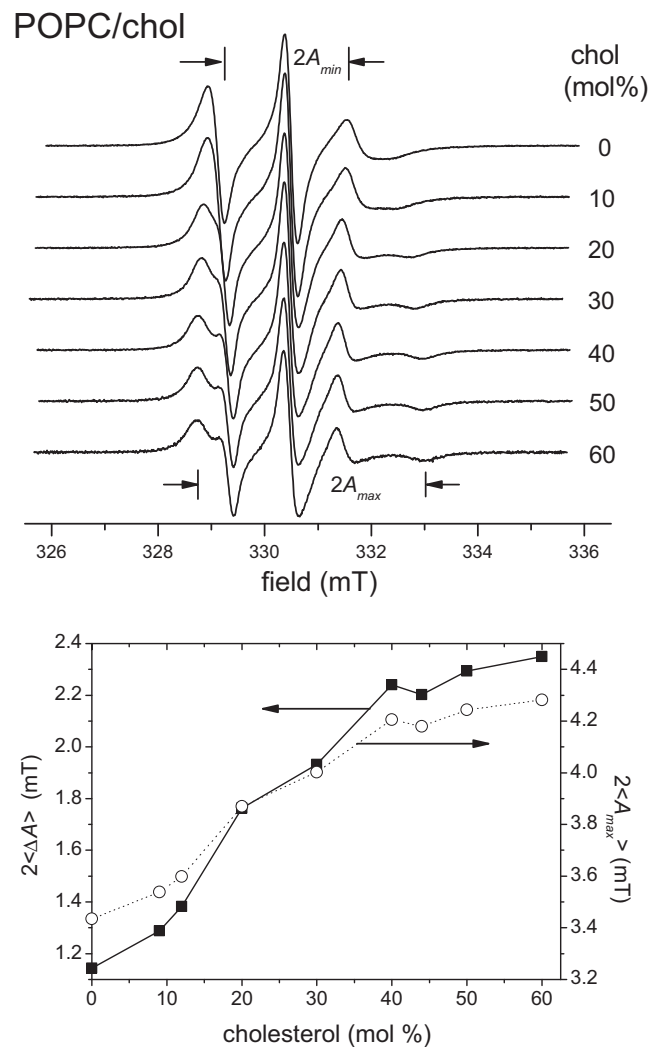 POPC/chol
2A_min
chol
(mol%)
0
10
20
30
40
50
60
2A_max
326 328 330 332 334 336
field (mT)
2.4
2.2
2.0
1.8
1.6
1.4
1.2
2<ΔA> (mT)
4.4
4.2
4.0
3.8
3.6
3.4
3.2
2<A_max> (mT)
0 10 20 30 40 50 60
cholesterol (mol %)